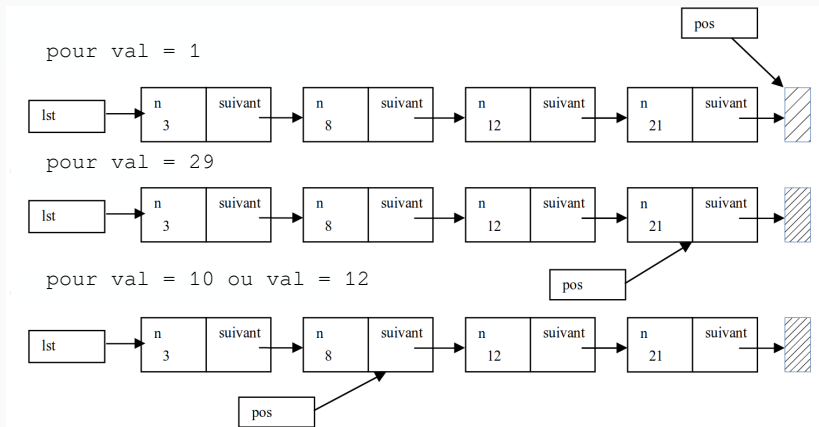 pos
pour val = 1
lst n suivant n suivant n suivant n suivant
3 8 12 21
pour val = 29
lst n suivant n suivant n suivant n suivant
3 8 12 21
pos
pour val = 10 ou val = 12
lst n suivant n suivant n suivant n suivant
3 8 12 21
pos